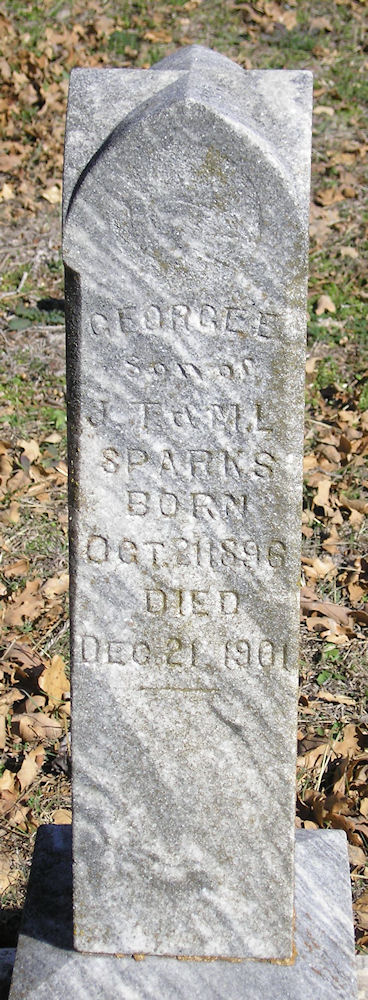 GEORGE E
Son of
J. T. & M. L
SPARKS
BORN
OCT. 21 1896
DIED
DEC. 21, 1901